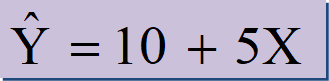 Ŷ = 10 + 5X